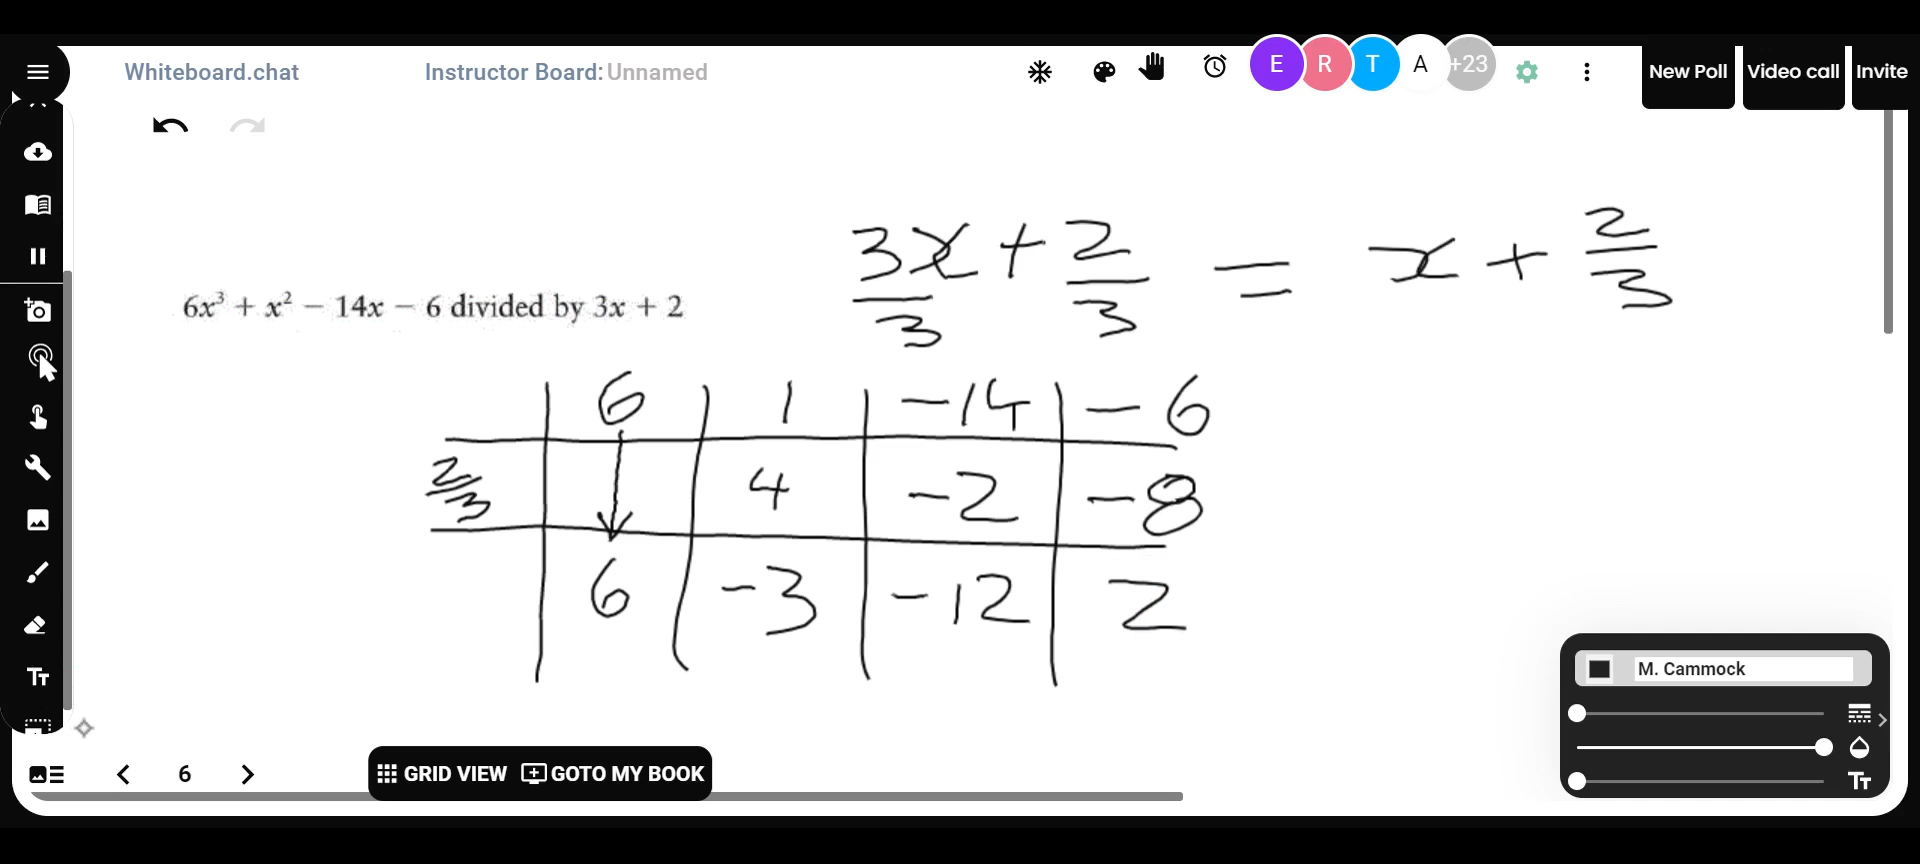 Whiteboard.chat Instructor Board: Unnamed E R T A +23 New Poll Video call Invite
3x + 2 = x + 2
3 3 3
6x³ + x² − 14x − 6 divided by 3x + 2
6 1 −14 −6
2/3 4 −2 −8
6 −3 −12 2
M. Cammock
Tt
6 GRID VIEW GOTO MY BOOK Tt